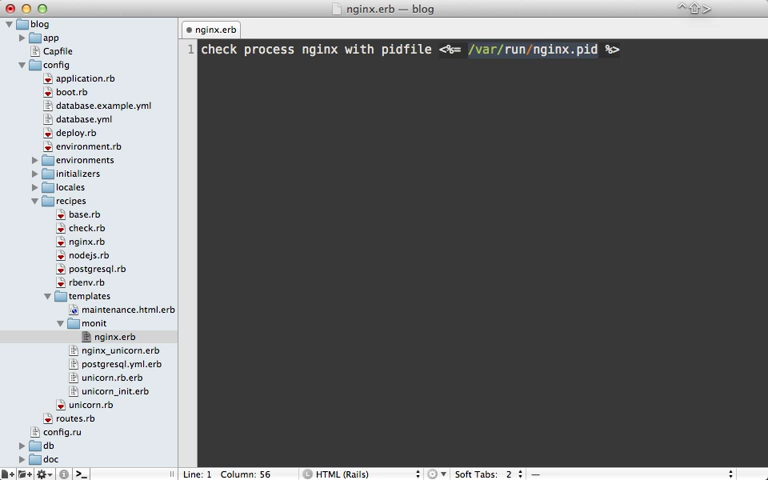 nginx.erb — blog
^⇧>
blog
app
Capfile
config
application.rb
boot.rb
database.example.yml
database.yml
deploy.rb
environment.rb
environments
initializers
locales
recipes
base.rb
check.rb
nginx.rb
nodejs.rb
postgresql.rb
rbenv.rb
templates
maintenance.html.erb
monit
nginx.erb
nginx_unicorn.erb
postgresql.yml.erb
unicorn.rb.erb
unicorn_init.erb
unicorn.rb
routes.rb
config.ru
db
doc
nginx.erb
1 check process nginx with pidfile <%= /var/run/nginx.pid %>
Line: 1 Column: 56 HTML (Rails) Soft Tabs: 2 —